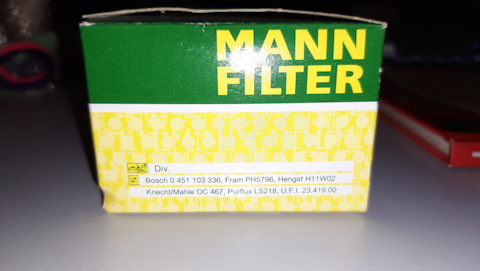 MANN
FILTER
Div.
Bosch 0 451 103 336, Fram PH5796, Hengst H11W02
Knecht/Mahle OC 467, Purflux LS218, U.F.I. 23.419.00